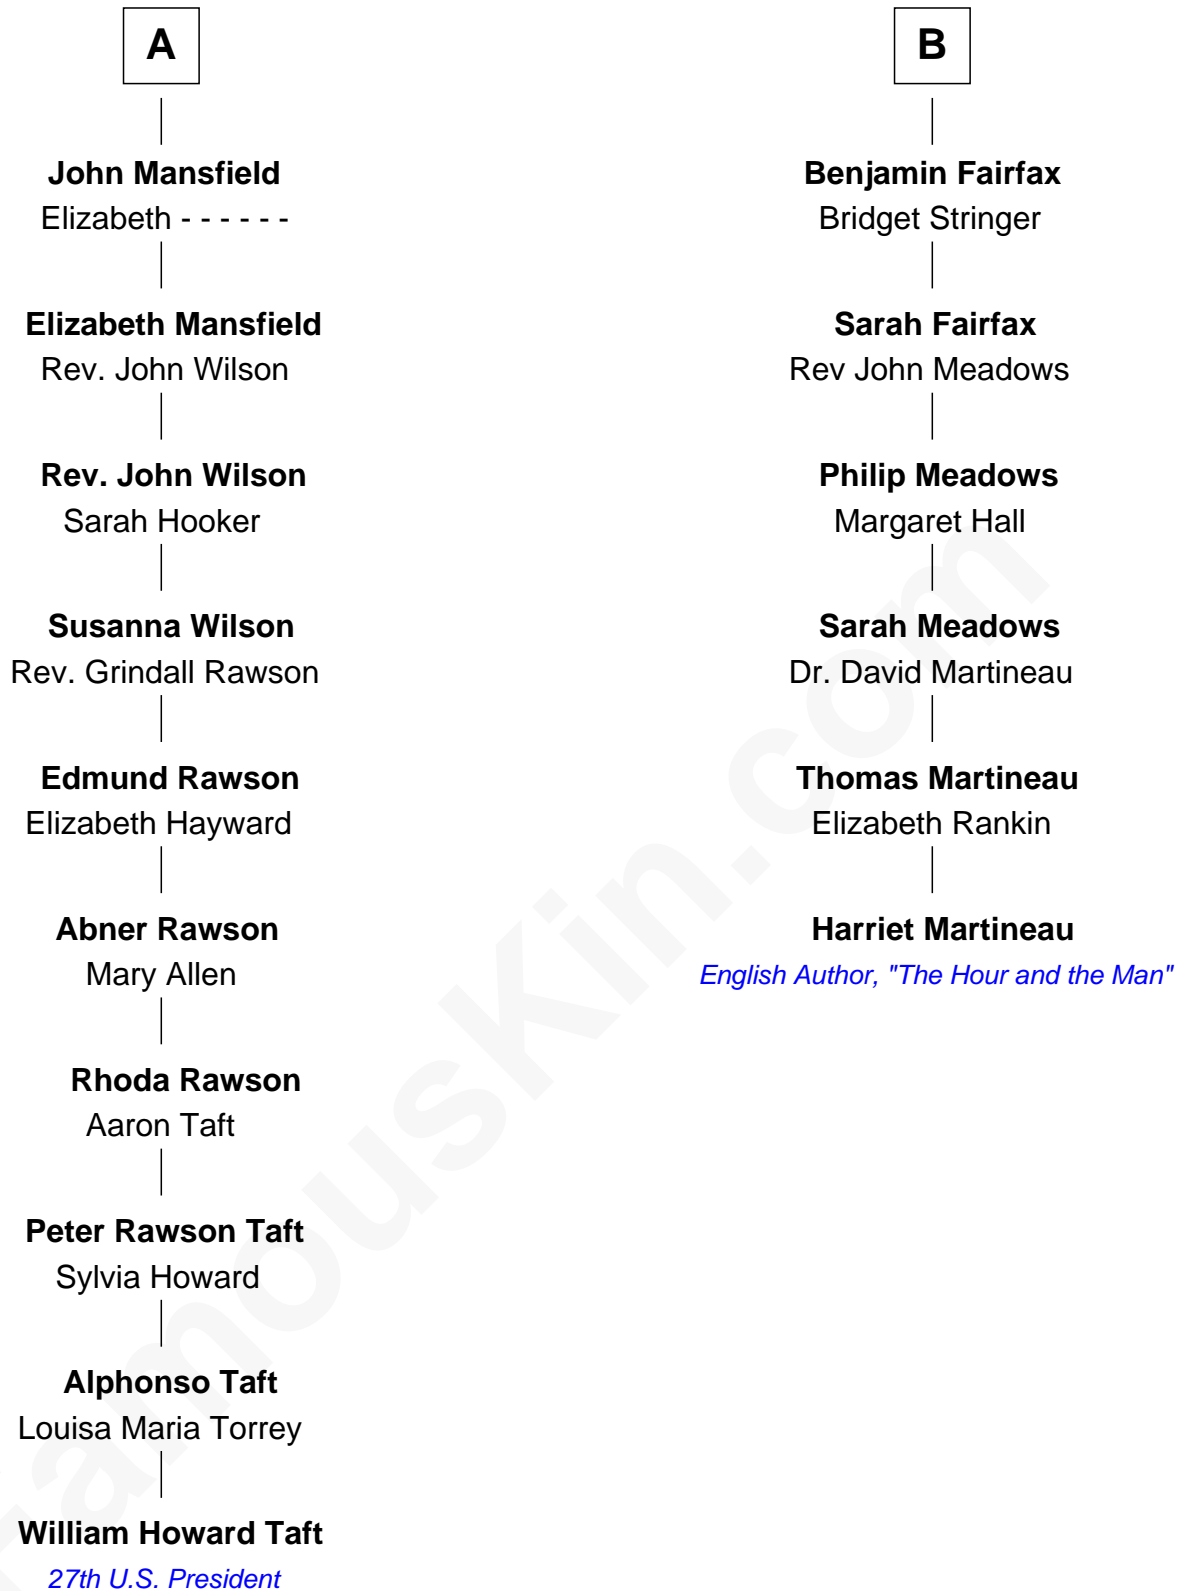 A
John Mansfield
Elizabeth - - - - - -
Elizabeth Mansfield
Rev. John Wilson
Rev. John Wilson
Sarah Hooker
Susanna Wilson
Rev. Grindall Rawson
Edmund Rawson
Elizabeth Hayward
Abner Rawson
Mary Allen
Rhoda Rawson
Aaron Taft
Peter Rawson Taft
Sylvia Howard
Alphonso Taft
Louisa Maria Torrey
William Howard Taft
27th U.S. President
B
Benjamin Fairfax
Bridget Stringer
Sarah Fairfax
Rev John Meadows
Philip Meadows
Margaret Hall
Sarah Meadows
Dr. David Martineau
Thomas Martineau
Elizabeth Rankin
Harriet Martineau
English Author, "The Hour and the Man"
FamousKin.com